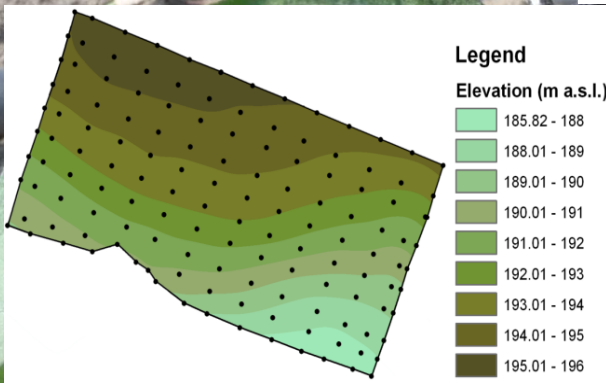 Legend
Elevation (m a.s.l.)
185.82 - 188
188.01 - 189
189.01 - 190
190.01 - 191
191.01 - 192
192.01 - 193
193.01 - 194
194.01 - 195
195.01 - 196